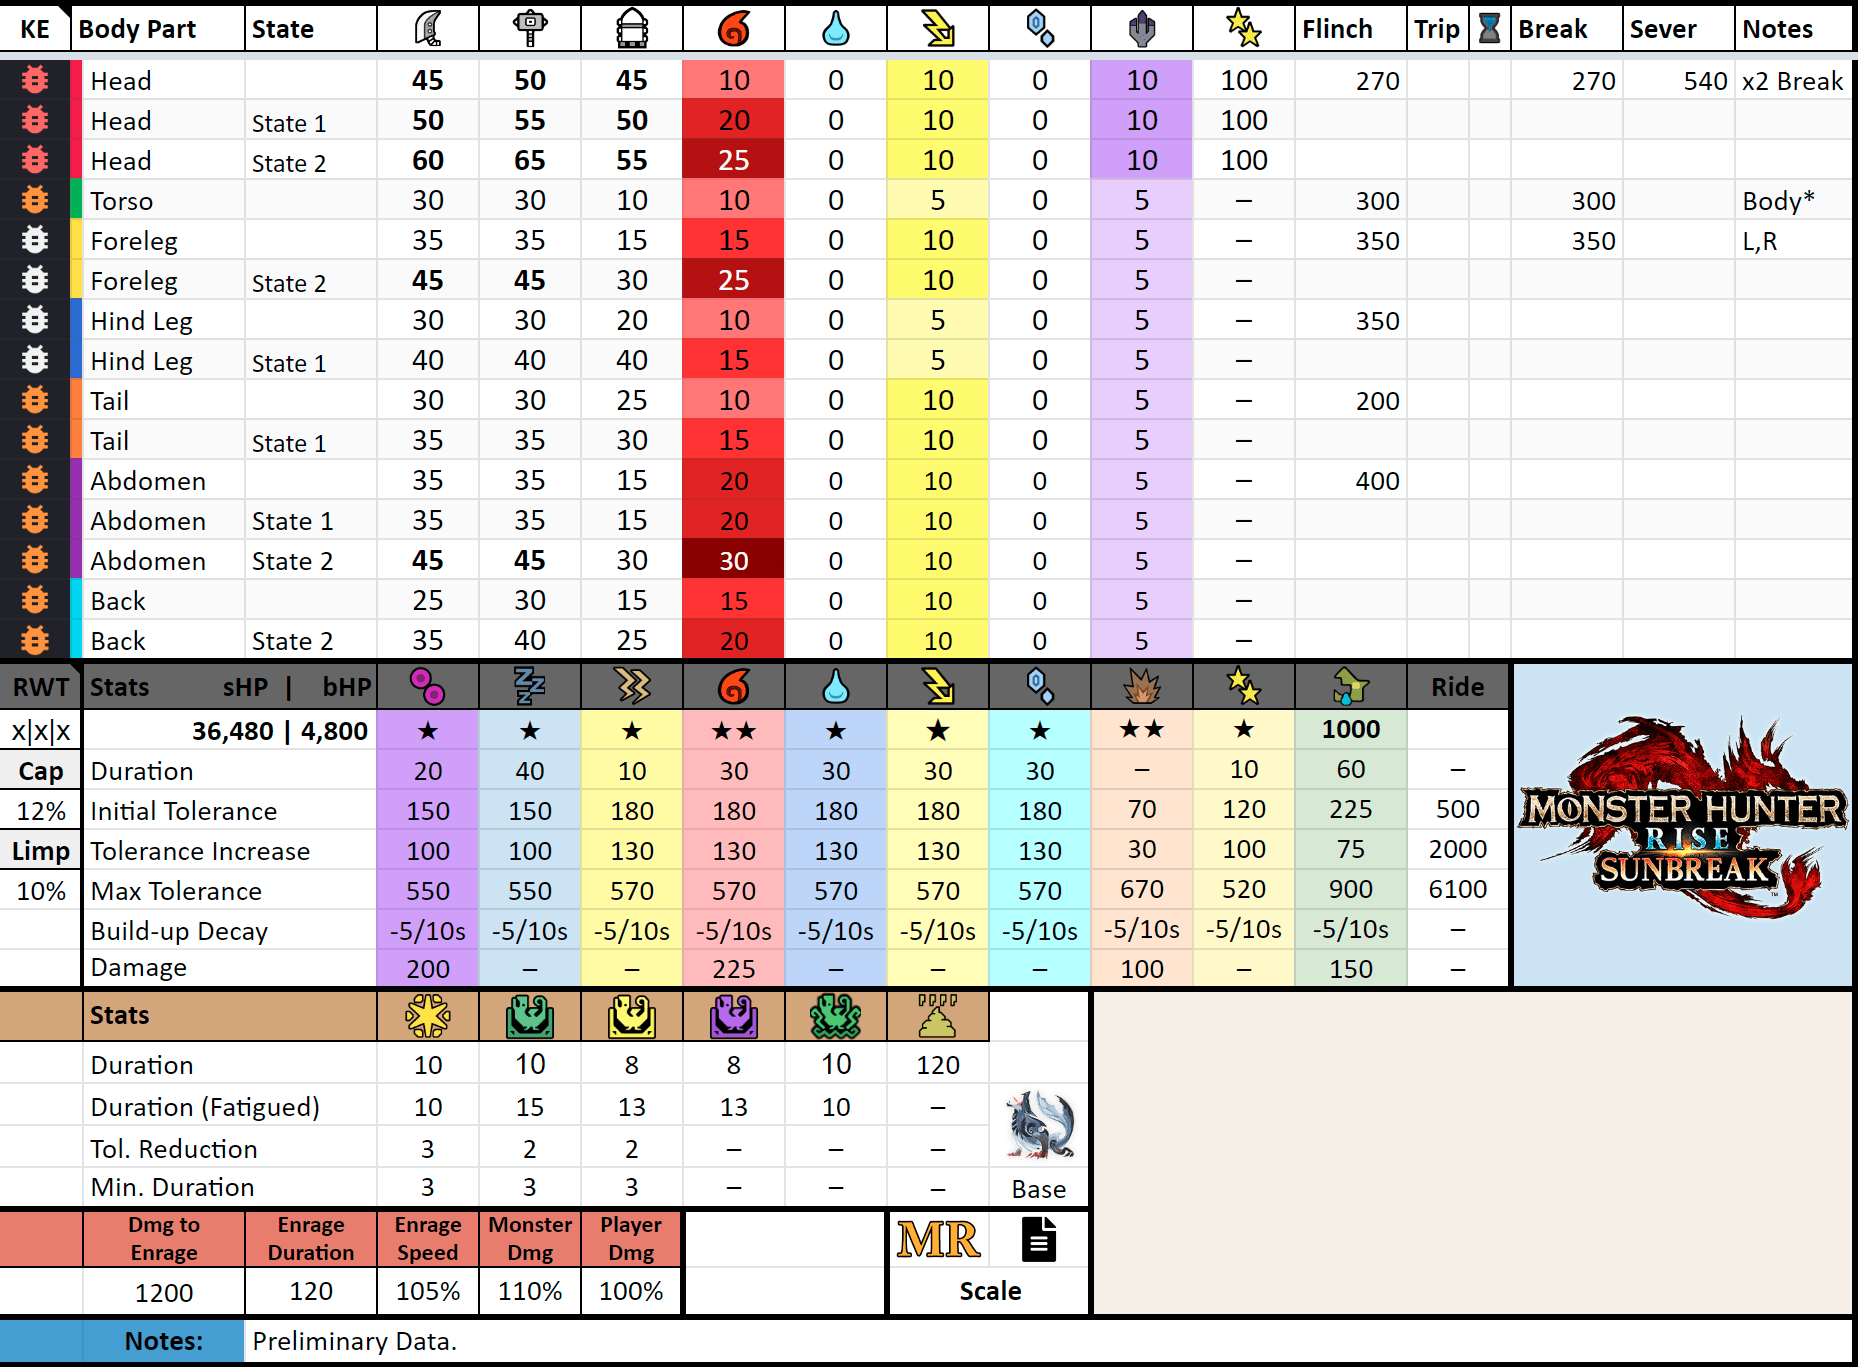 KE Body Part State Flinch Trip Break Sever Notes
Head 45 50 45 10 0 10 0 10 100 270 270 540 x2 Break
Head State 1 50 55 50 20 0 10 0 10 100
Head State 2 60 65 55 25 0 10 0 10 100
Torso 30 30 10 10 0 5 0 5 – 300 300 Body*
Foreleg 35 35 15 15 0 10 0 5 – 350 350 L,R
Foreleg State 2 45 45 30 25 0 10 0 5 –
Hind Leg 30 30 20 10 0 5 0 5 – 350
Hind Leg State 1 40 40 40 15 0 5 0 5 –
Tail 30 30 25 10 0 10 0 5 – 200
Tail State 1 35 35 30 15 0 10 0 5 –
Abdomen 35 35 15 20 0 10 0 5 – 400
Abdomen State 1 35 35 15 20 0 10 0 5 –
Abdomen State 2 45 45 30 30 0 10 0 5 –
Back 25 30 15 15 0 10 0 5 –
Back State 2 35 40 25 20 0 10 0 5 –
RWT Stats sHP | bHP Ride
x|x|x 36,480 | 4,800 ★ ★ ★ ★★ ★ ★ ★ ★★ ★ 1000
Cap Duration 20 40 10 30 30 30 30 – 10 60 –
12% Initial Tolerance 150 150 180 180 180 180 180 70 120 225 500
Limp Tolerance Increase 100 100 130 130 130 130 130 30 100 75 2000
10% Max Tolerance 550 550 570 570 570 570 570 670 520 900 6100
Build-up Decay -5/10s -5/10s -5/10s -5/10s -5/10s -5/10s -5/10s -5/10s -5/10s -5/10s –
Damage 200 – – 225 – – – 100 – 150 –
MONSTER HUNTER
RISE
SUNBREAK
Stats
Duration 10 10 8 8 10 120
Duration (Fatigued) 10 15 13 13 10 –
Tol. Reduction 3 2 2 – – –
Min. Duration 3 3 3 – – – Base
Dmg to Enrage Enrage Monster Player
Enrage Duration Speed Dmg Dmg
MR
1200 120 105% 110% 100% Scale
Notes: Preliminary Data.